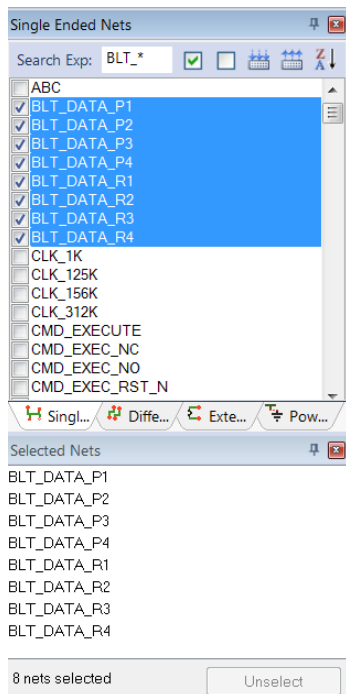 Single Ended Nets
Search Exp: BLT_*
Z
A
ABC
BLT_DATA_P1
BLT_DATA_P2
BLT_DATA_P3
BLT_DATA_P4
BLT_DATA_R1
BLT_DATA_R2
BLT_DATA_R3
BLT_DATA_R4
CLK_1K
CLK_125K
CLK_156K
CLK_312K
CMD_EXECUTE
CMD_EXEC_NC
CMD_EXEC_NO
CMD_EXEC_RST_N
Singl... Diffe... Exte... Pow...
Selected Nets
BLT_DATA_P1
BLT_DATA_P2
BLT_DATA_P3
BLT_DATA_P4
BLT_DATA_R1
BLT_DATA_R2
BLT_DATA_R3
BLT_DATA_R4
8 nets selected Unselect